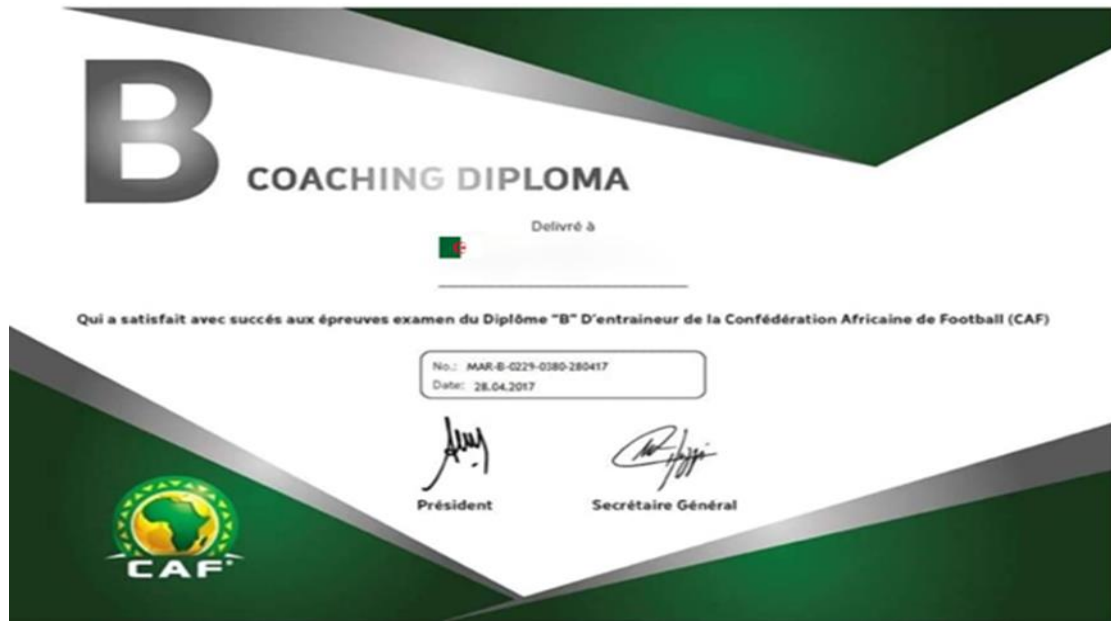 B
COACHING DIPLOMA
Delivré à
Qui a satisfait avec succés aux épreuves examen du Diplôme "B" D'entraineur de la Confédération Africaine de Football (CAF)
No.: MAR-B-0229-0380-280417
Date: 28.04.2017
Président Secrétaire Général
CAF